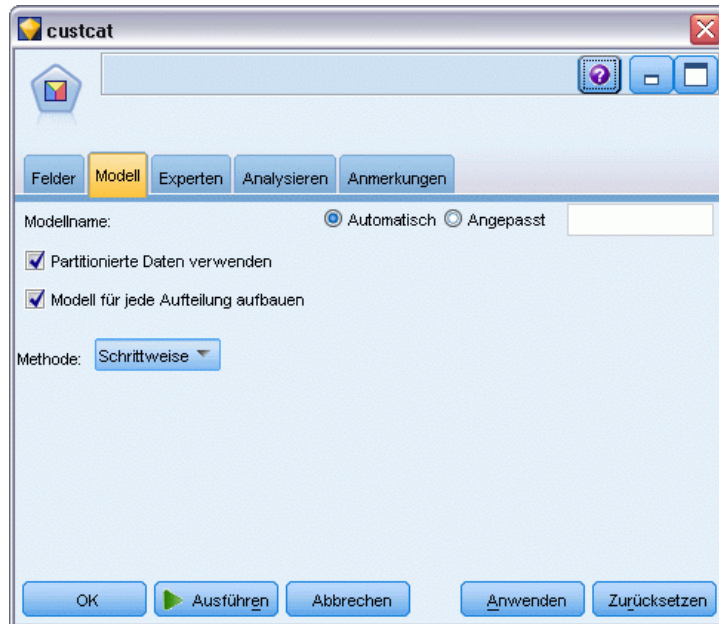 custcat
?
Felder Modell Experten Analysieren Anmerkungen
Modellname: Automatisch Angepasst
Partitionierte Daten verwenden
Modell für jede Aufteilung aufbauen
Methode: Schrittweise
OK Ausführen Abbrechen Anwenden Zurücksetzen